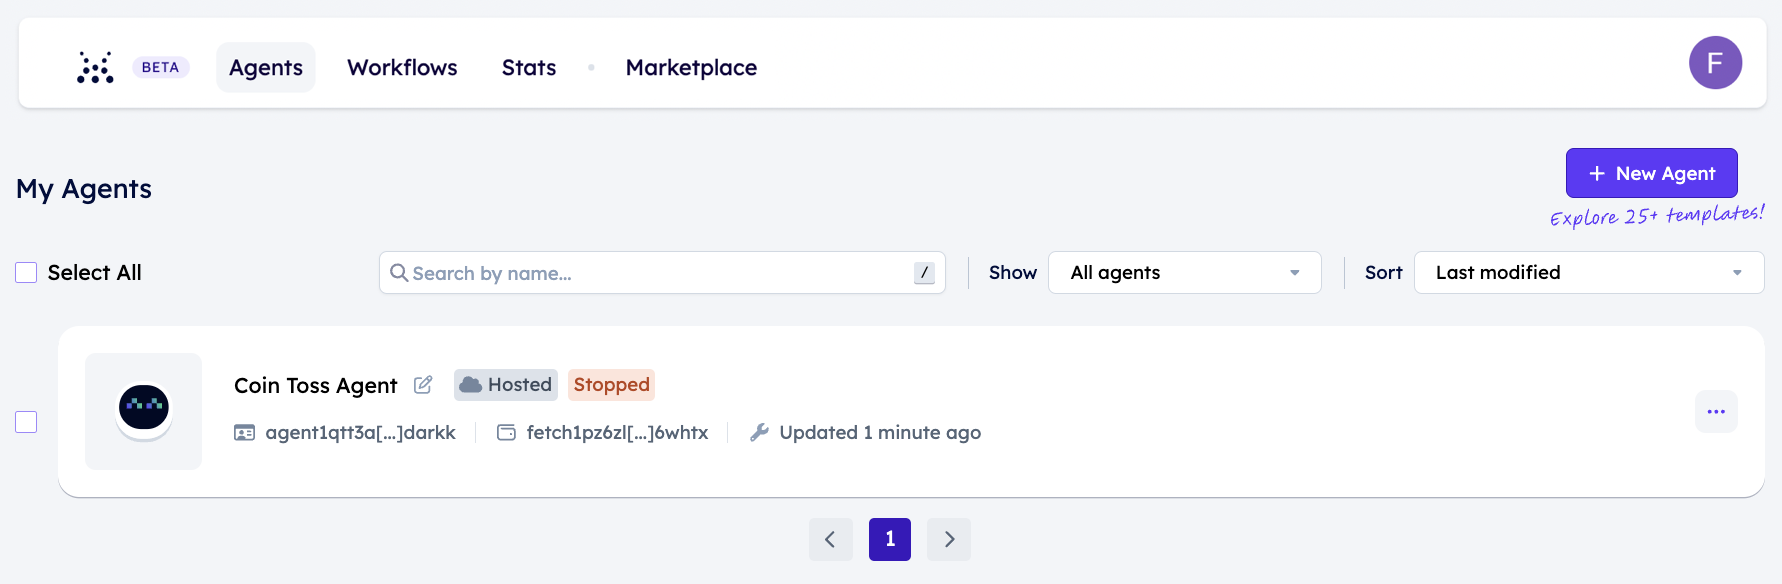 BETA Agents Workflows Stats Marketplace F
+ New Agent
My Agents
Explore 25+ templates!
Select All Search by name... / Show All agents Sort Last modified
Coin Toss Agent Hosted Stopped
agent1qtt3a[...]darkk fetch1pz6zl[...]6whtx Updated 1 minute ago
1